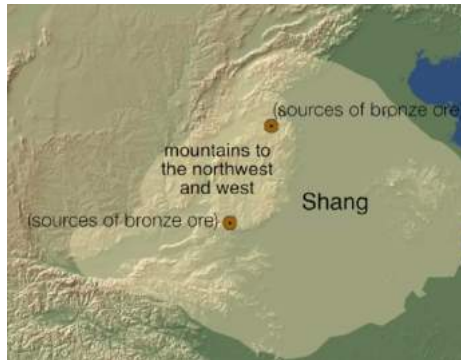 (sources of bronze ore)
mountains to
the northwest
and west
Shang
(sources of bronze ore)